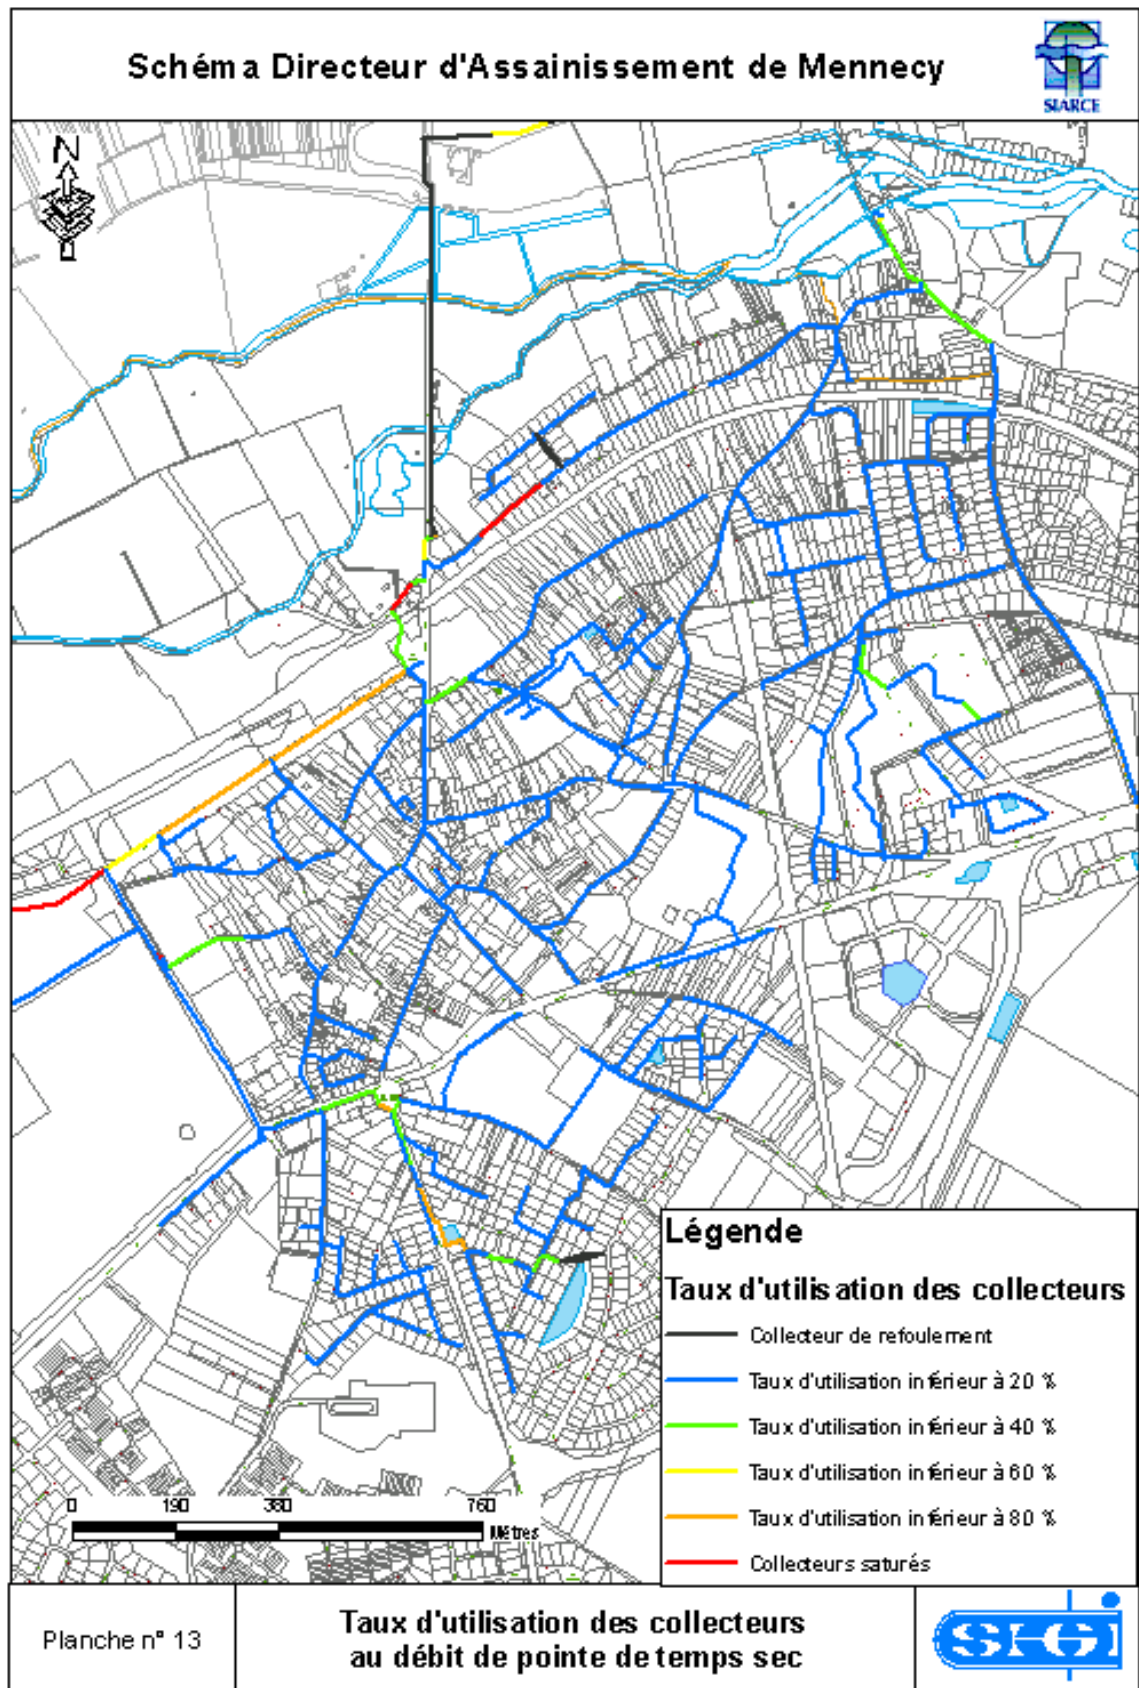 Schéma Directeur d'Assainissement de Mennecy
SIARCE
N
Légende
Taux d'utilisation des collecteurs
Collecteur de refoulement
Taux d'utilisation inférieur à 20 %
Taux d'utilisation inférieur à 40 %
Taux d'utilisation inférieur à 60 %
Taux d'utilisation inférieur à 80 %
Collecteurs saturés
0 190 380 760
Mètres
Planche n° 13
Taux d'utilisation des collecteurs
au débit de pointe de temps sec